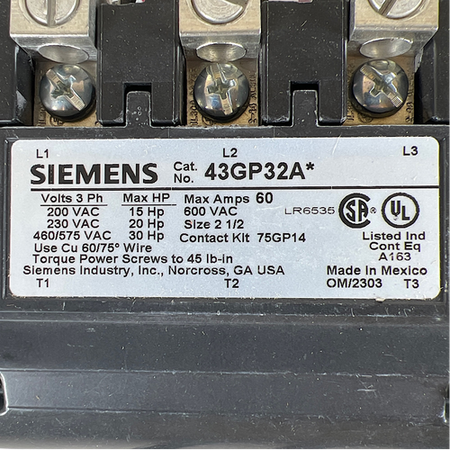 L1 L2 L3
SIEMENS Cat. No. 43GP32A*
Volts 3 Ph Max HP Max Amps 60
200 VAC 15 Hp 600 VAC LR6535 SA UL
230 VAC 20 Hp Size 2 1/2
460/575 VAC 30 Hp Contact Kit 75GP14 Listed Ind
Use Cu 60/75° Wire Cont Eq
Torque Power Screws to 45 lb-in A163
Siemens Industry, Inc., Norcross, GA USA Made In Mexico
T1 T2 OM/2303 T3